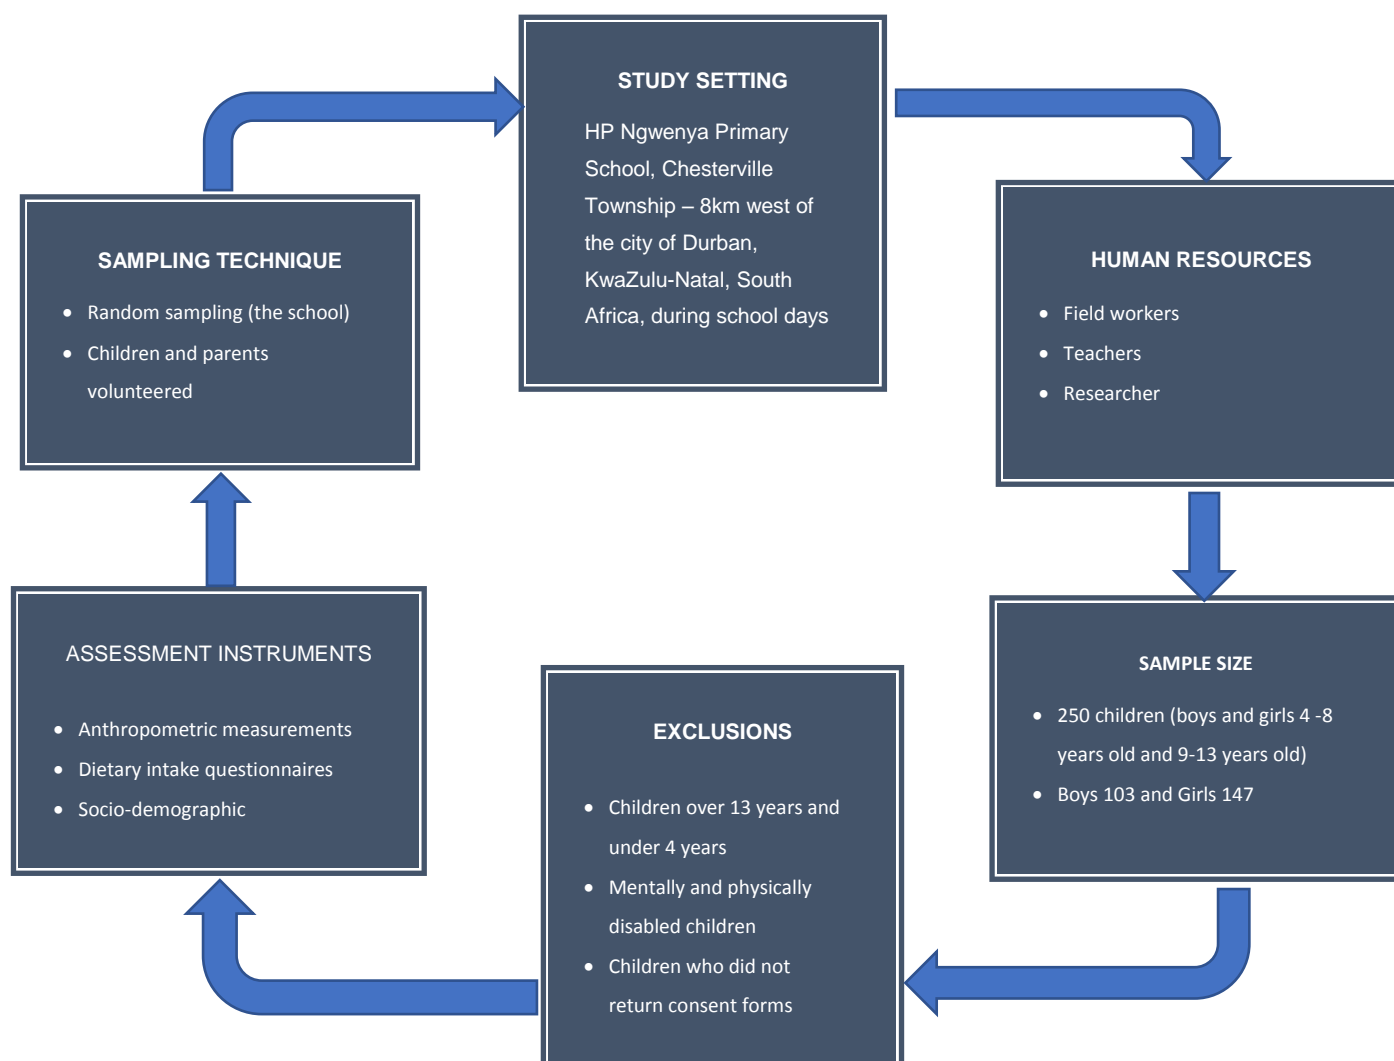 STUDY SETTING
HP Ngwenya Primary
School, Chesterville
Township – 8km west of
the city of Durban,
KwaZulu-Natal, South
Africa, during school days
HUMAN RESOURCES
• Field workers
• Teachers
• Researcher
SAMPLE SIZE
• 250 children (boys and girls 4 -8
years old and 9-13 years old)
• Boys 103 and Girls 147
EXCLUSIONS
• Children over 13 years and
under 4 years
• Mentally and physically
disabled children
• Children who did not
return consent forms
ASSESSMENT INSTRUMENTS
• Anthropometric measurements
• Dietary intake questionnaires
• Socio-demographic
SAMPLING TECHNIQUE
• Random sampling (the school)
• Children and parents
volunteered